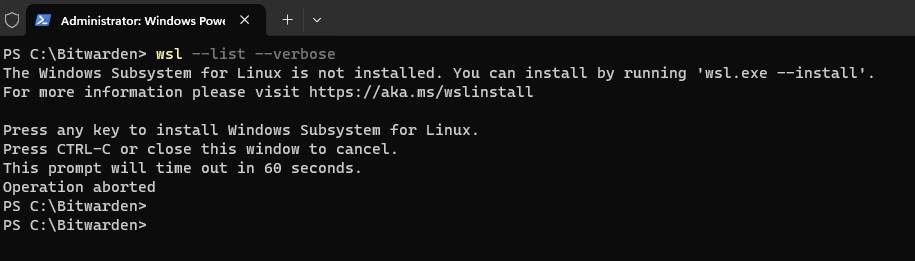 Administrator: Windows Powe
PS C:\Bitwarden> wsl --list --verbose
The Windows Subsystem for Linux is not installed. You can install by running 'wsl.exe --install'.
For more information please visit https://aka.ms/wslinstall
Press any key to install Windows Subsystem for Linux.
Press CTRL-C or close this window to cancel.
This prompt will time out in 60 seconds.
Operation aborted
PS C:\Bitwarden>
PS C:\Bitwarden>